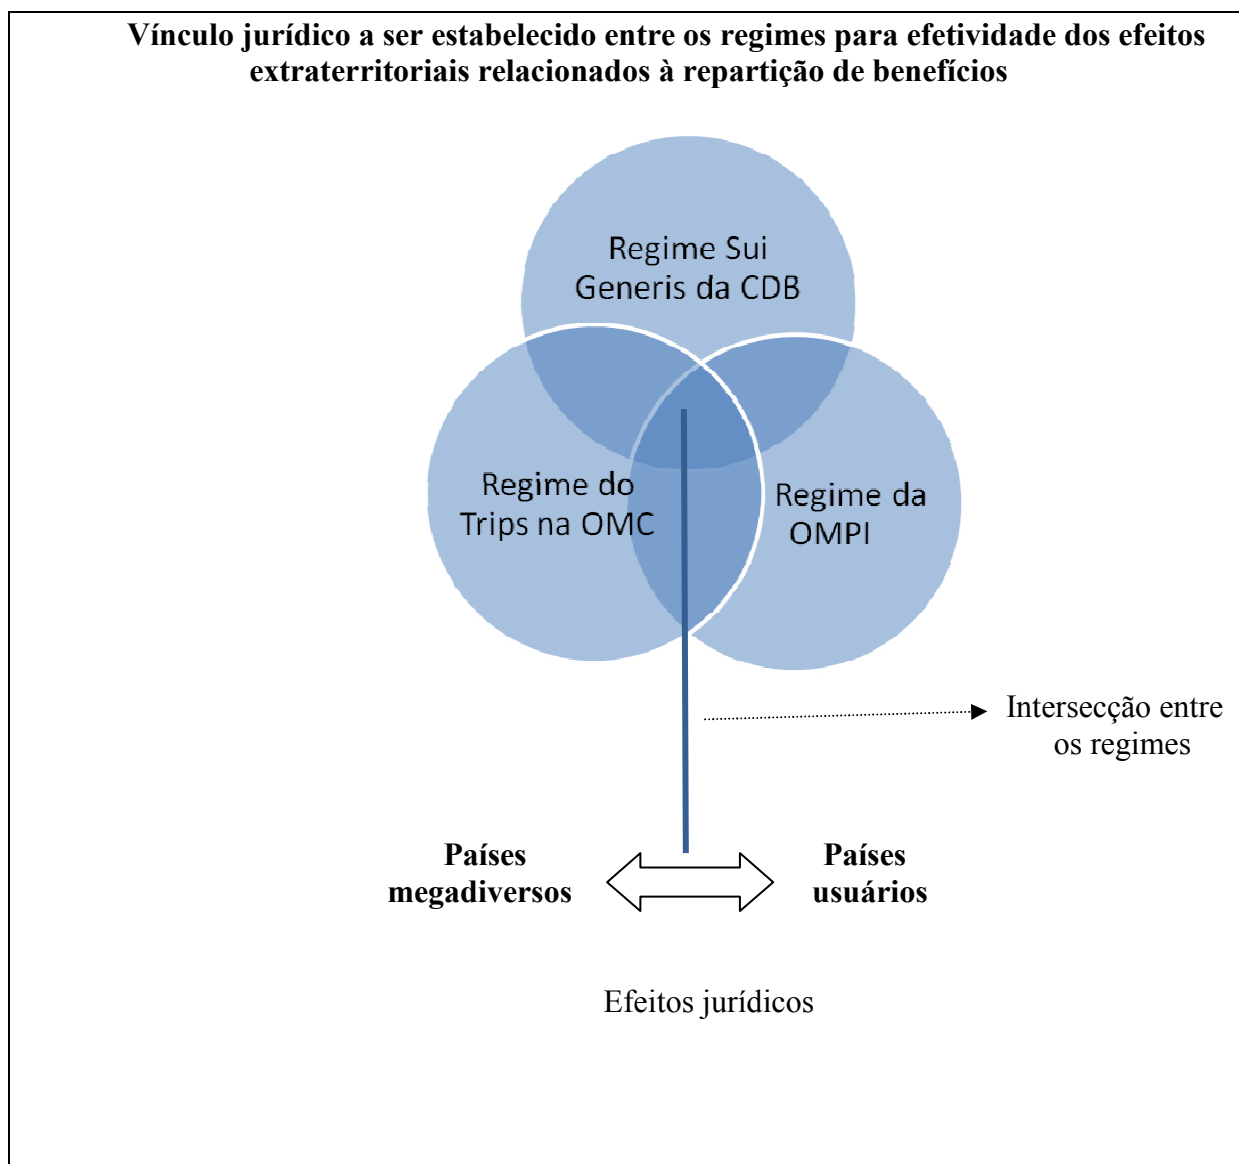 Vínculo jurídico a ser estabelecido entre os regimes para efetividade dos efeitos
extraterritoriais relacionados à repartição de benefícios
Regime Sui
Generis da CDB
Regime do
Trips na OMC
Regime da
OMPI
Intersecção entre
os regimes
Países
megadiversos
Países
usuários
Efeitos jurídicos